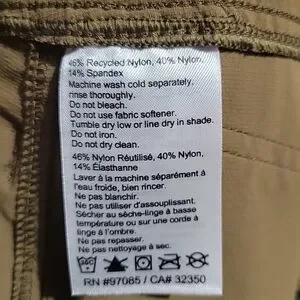 46% Recycled Nylon, 40% Nylon,
14% Spandex
Machine wash cold separately,
rinse thoroughly.
Do not bleach.
Do not use fabric softener.
Tumble dry low or line dry in shade.
Do not iron.
Do not dry clean.
46% Nylon Réutilisé, 40% Nylon,
14% Élasthanne
Laver à la machine séparément à
l'eau froide, bien rincer.
Ne pas blanchir.
Ne pas utiliser d'assouplissant.
Sécher au sèche-linge à basse
température ou sur une corde à
linge à l'ombre.
Ne pas repasser.
Ne pas nettoyage à sec.
RN #97085 / CA# 32350